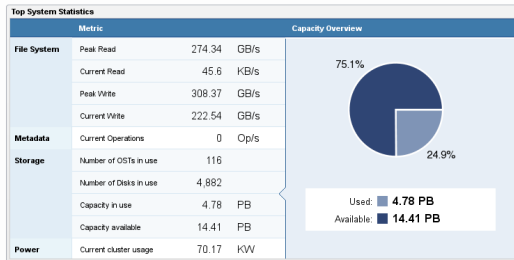 Top System Statistics
Metric
Capacity Overview
File System Peak Read 274.34 GB/s
Current Read 45.6 KB/s
Peak Write 308.37 GB/s
Current Write 222.54 GB/s
Metadata Current Operations 0 Op/s
Storage Number of OSTs in use 116
Number of Disks in use 4,882
Capacity in use 4.78 PB
Capacity available 14.41 PB
Power Current cluster usage 70.17 KW
75.1%
24.9%
Used: 4.78 PB
Available: 14.41 PB